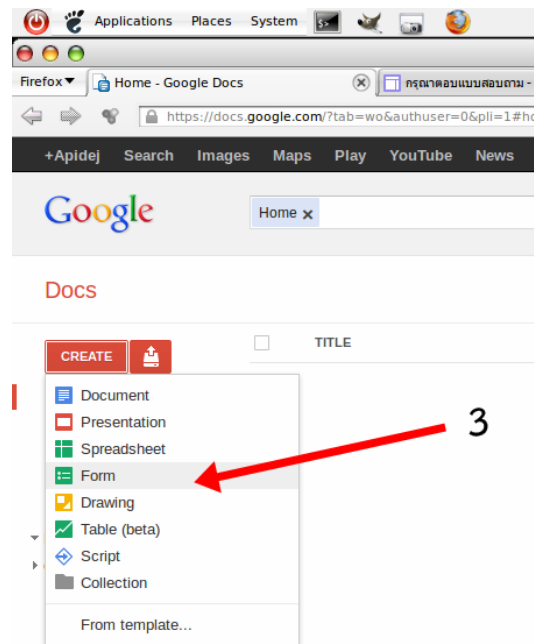 Applications Places System
Firefox Home - Google Docs กรุณาตอบแบบสอบถาม -
https://docs.google.com/?tab=wo&authuser=0&pli=1#ho
+Apidej Search Images Maps Play YouTube News
Google Home x
Docs
CREATE TITLE
Document
Presentation
3
Spreadsheet
Form
Drawing
Table (beta)
Script
Collection
From template...